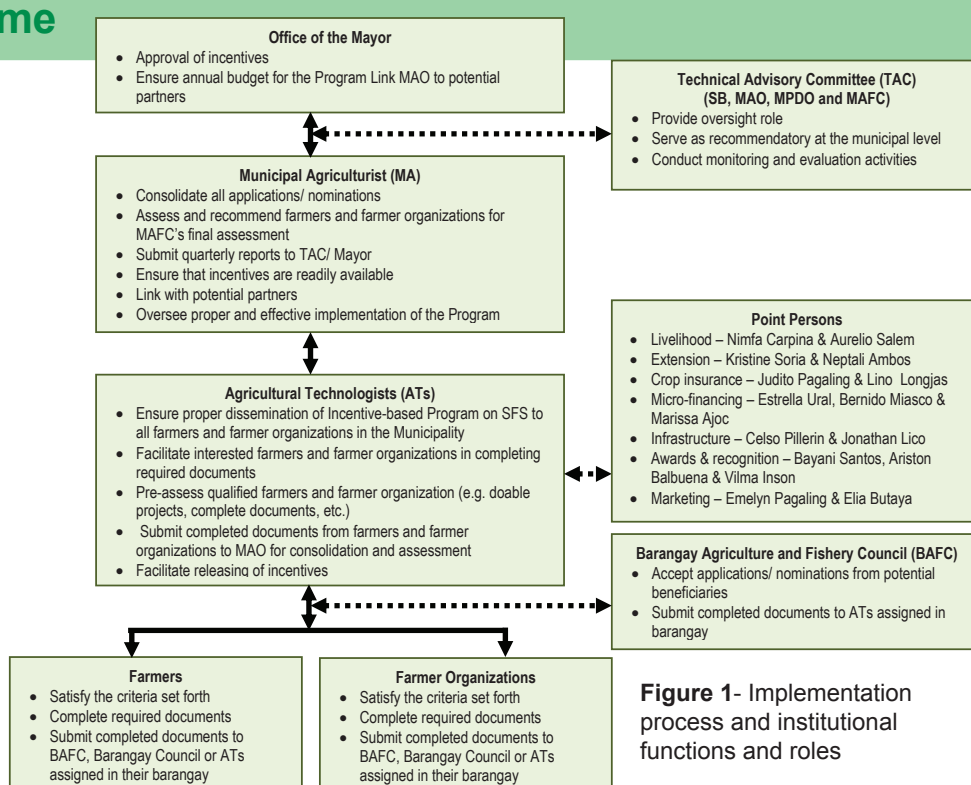 me
Office of the Mayor
• Approval of incentives
• Ensure annual budget for the Program Link MAO to potential
partners
Technical Advisory Committee (TAC)
(SB, MAO, MPDO and MAFC)
• Provide oversight role
• Serve as recommendatory at the municipal level
• Conduct monitoring and evaluation activities
Municipal Agriculturist (MA)
• Consolidate all applications/ nominations
• Assess and recommend farmers and farmer organizations for
MAFC's final assessment
• Submit quarterly reports to TAC/ Mayor
• Ensure that incentives are readily available
• Link with potential partners
• Oversee proper and effective implementation of the Program
Point Persons
• Livelihood – Nimfa Carpina & Aurelio Salem
• Extension – Kristine Soria & Neptali Ambos
• Crop insurance – Judito Pagaling & Lino Longjas
• Micro-financing – Estrella Ural, Bernido Miasco &
Marissa Ajoc
• Infrastructure – Celso Pillerin & Jonathan Lico
• Awards & recognition – Bayani Santos, Ariston
Balbuena & Vilma Inson
• Marketing – Emelyn Pagaling & Elia Butaya
Agricultural Technologists (ATs)
• Ensure proper dissemination of Incentive-based Program on SFS to
all farmers and farmer organizations in the Municipality
• Facilitate interested farmers and farmer organizations in completing
required documents
• Pre-assess qualified farmers and farmer organization (e.g. doable
projects, complete documents, etc.)
• Submit completed documents from farmers and farmer
organizations to MAO for consolidation and assessment
• Facilitate releasing of incentives
Barangay Agriculture and Fishery Council (BAFC)
• Accept applications/ nominations from potential
beneficiaries
• Submit completed documents to ATs assigned in
barangay
Farmers
• Satisfy the criteria set forth
• Complete required documents
• Submit completed documents to
BAFC, Barangay Council or ATs
assigned in their barangay
Farmer Organizations
• Satisfy the criteria set forth
• Complete required documents
• Submit completed documents to
BAFC, Barangay Council or ATs
assigned in their barangay
Figure 1- Implementation
process and institutional
functions and roles